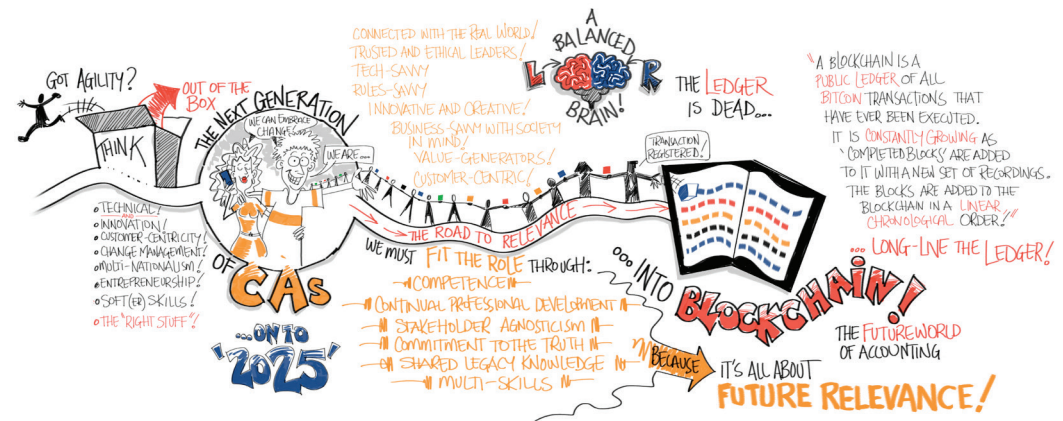 GOT AGILITY?
OUT OF THE
BOX
THINK
TECHNICAL!
AND
INNOVATION!
CUSTOMER-CENTRICITY!
CHANGE MANAGEMENT!
MULTI-NATIONALISM!
ENTREPRENEURSHIP!
SOFT(ER) SKILLS!
THE "RIGHT STUFF"!
THE NEXT GENERATION
WE CAN EMBRACE
CHANGE...
WE ARE...
OF
CAs
...ON TO
'2025'
CONNECTED WITH THE REAL WORLD!
TRUSTED AND ETHICAL LEADERS!
TECH-SAVVY
RULES-SAVVY
INNOVATIVE AND CREATIVE!
BUSINESS-SAVVY WITH SOCIETY
IN MIND!
VALUE-GENERATORS!
CUSTOMER-CENTRIC!
A
BALANCED
L R
BRAIN!
THE ROAD TO RELEVANCE
WE MUST FIT THE ROLE THROUGH:
COMPETENCE
CONTINUAL PROFESSIONAL DEVELOPMENT
STAKEHOLDER AGNOSTICISM
COMMITMENT TO THE TRUTH
SHARED LEGACY KNOWLEDGE
MULTI-SKILLS
THE LEDGER
IS DEAD...
TRANSACTION
REGISTERED!
"A BLOCKCHAIN IS A
PUBLIC LEDGER OF ALL
BITCOIN TRANSACTIONS THAT
HAVE EVER BEEN EXECUTED.
IT IS CONSTANTLY GROWING AS
'COMPLETED BLOCKS' ARE ADDED
TO IT WITH A NEW SET OF RECORDINGS.
THE BLOCKS ARE ADDED TO THE
BLOCKCHAIN IN A LINEAR,
CHRONOLOGICAL ORDER!"
...LONG-LIVE THE LEDGER!
...INTO
BLOCKCHAIN!
THE FUTURE WORLD
OF ACCOUNTING
BECAUSE
IT'S ALL ABOUT
FUTURE RELEVANCE!